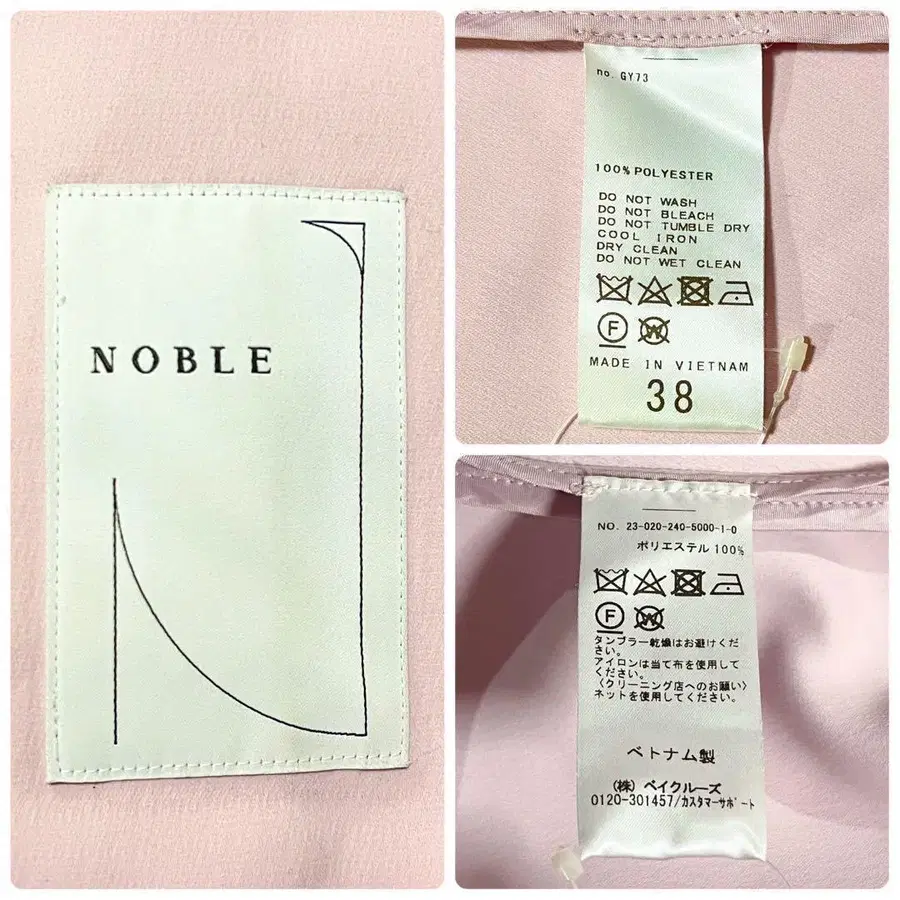 NOBLE
no. GY73
100% POLYESTER
DO NOT WASH
DO NOT BLEACH
DO NOT TUMBLE DRY
COOL IRON
DRY CLEAN
DO NOT WET CLEAN
F W
MADE IN VIETNAM
38
NO. 23-020-240-5000-1-0
ポリエステル 100%
F W
タンブラー乾燥はお避けくだ
さい。
アイロンは当て布を使用して
ください。
〈クリーニング店へのお願い〉
ネットを使用してください。
ベトナム製
(株) ベイクルーズ
0120-301457/カスタマーサポート